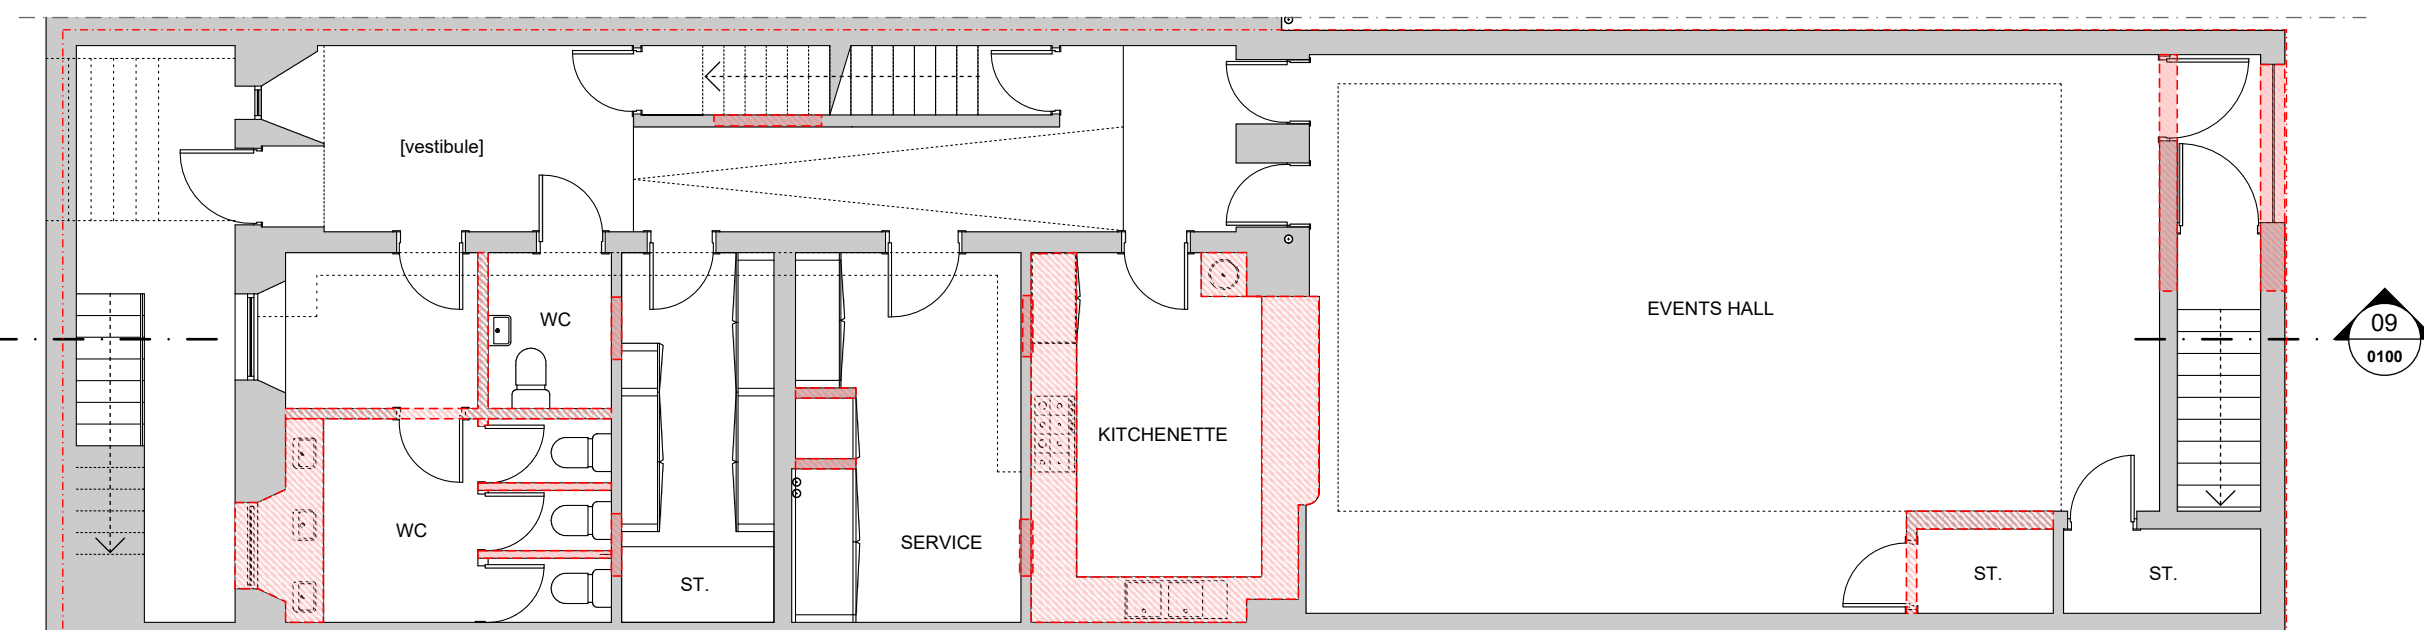 [vestibule]
WC
EVENTS HALL
09
0100
KITCHENETTE
WC
SERVICE
ST.
ST.
ST.